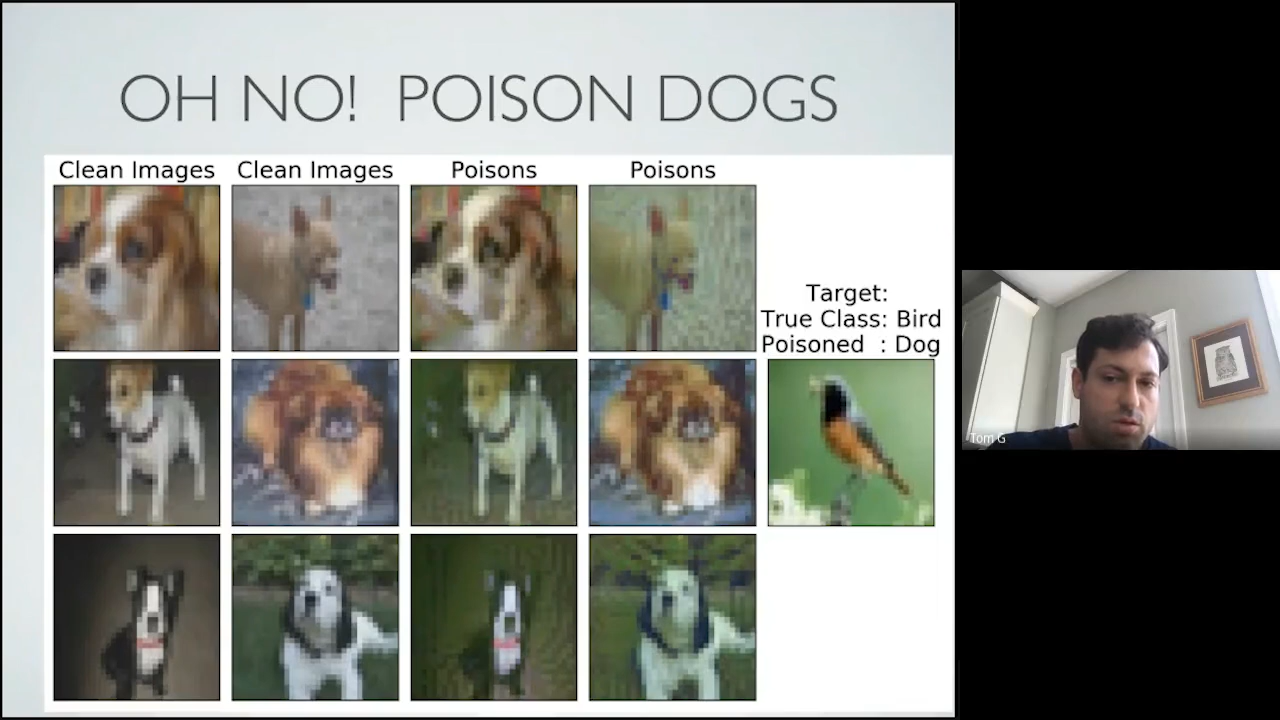 OH NO! POISON DOGS
Clean Images
Clean Images
Poisons
Poisons
Target:
True Class: Bird
Poisoned : Dog
Tom G